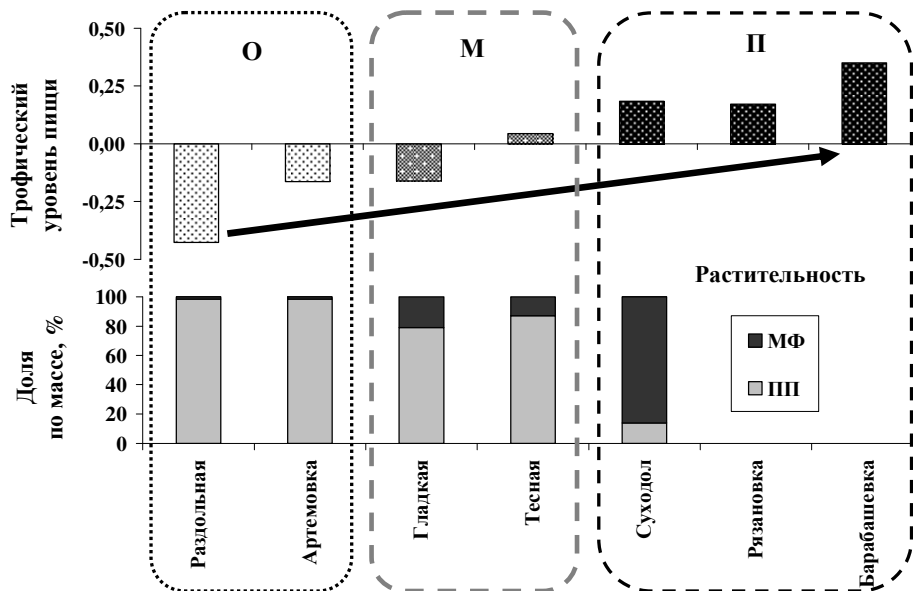 О
М
П
Трофический
уровень пищи
0,50
0,25
0,00
-0,25
-0,50
Растительность
МФ
ПП
Доля
по массе, %
100
80
60
40
20
0
Раздольная
Артемовка
Гладкая
Тесная
Суходол
Рязановка
Барабашевка